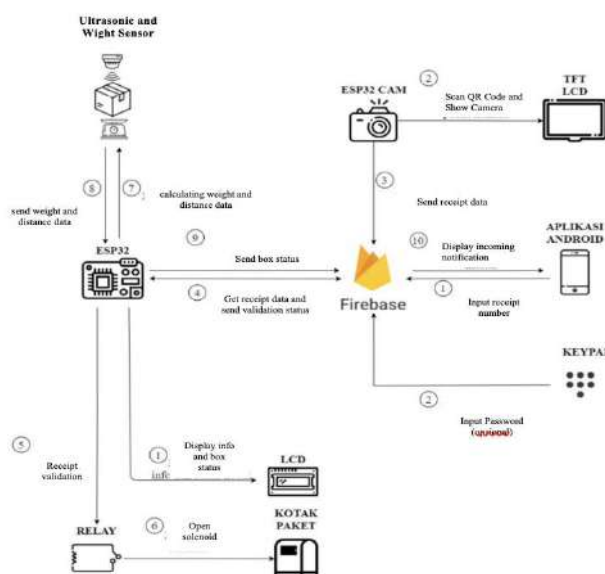 Ultrasonic and
Wight Sensor
ESP32 CAM
2
Scan QR Code and
Show Camera
TFT
LCD
3
Send receipt data
8
7
calculating weight and
distance data
send weight and
distance data
ESP32
9
Send box status
4
Get receipt data and
send validation status
Firebase
10
Display incoming
notification
1
Input receipt
number
APLIKASI
ANDROID
KEYPA
2
Input Password
(optional)
5
Receipt
validation
1
Display info
and box
status
info
LCD
RELAY
6
Open
solenoid
KOTAK
PAKET